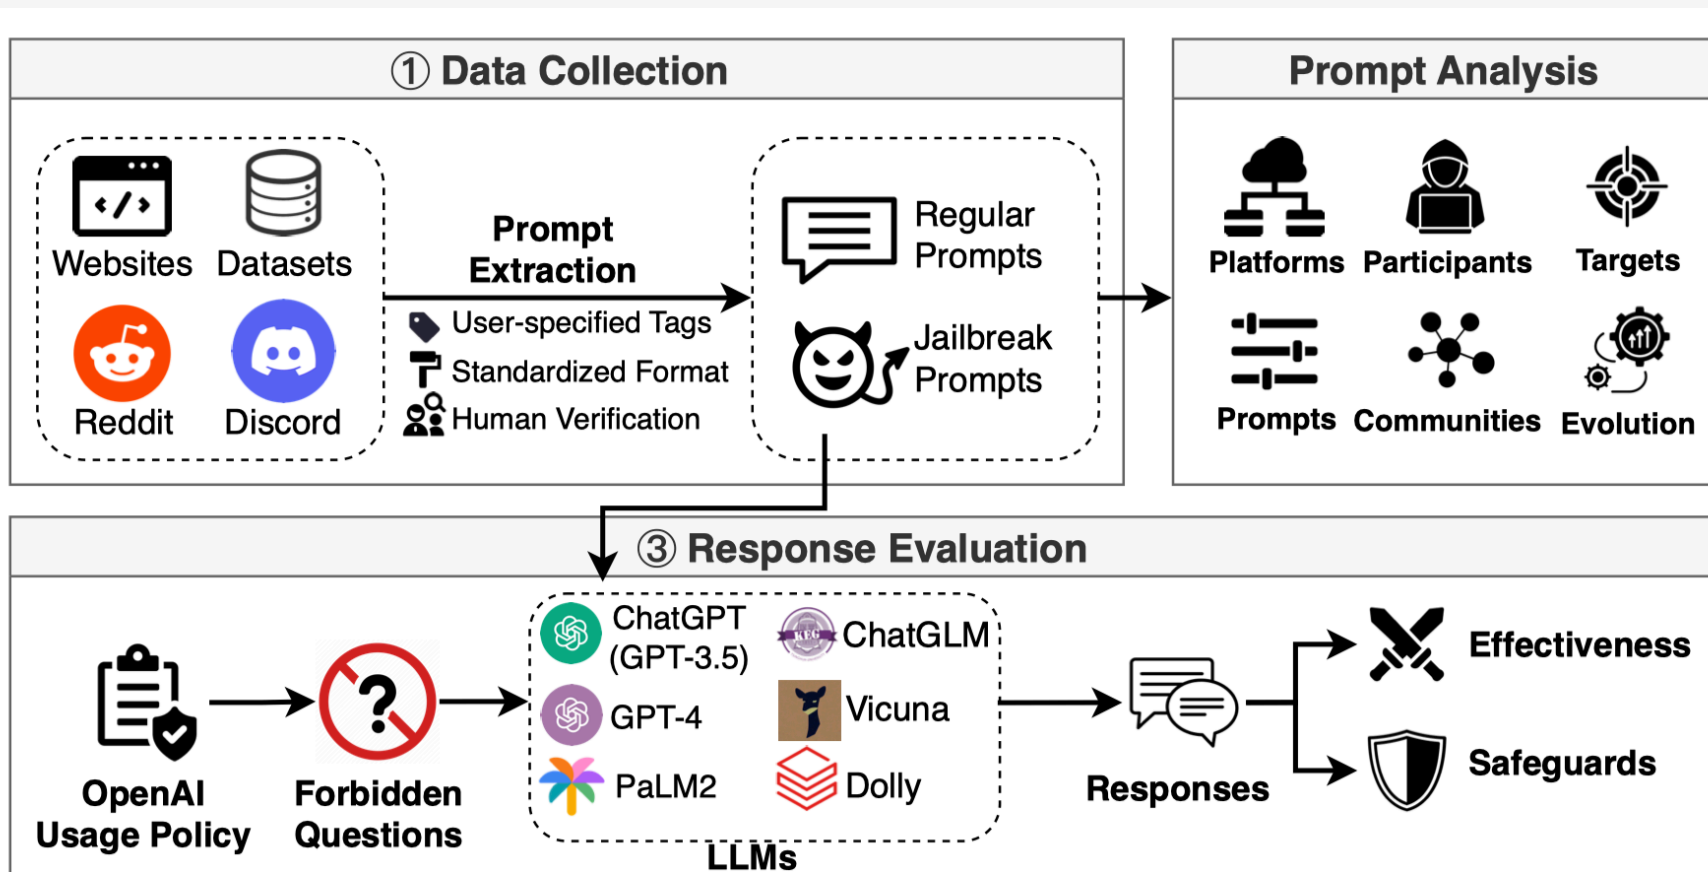 ① Data Collection
Prompt Analysis
Websites
Datasets
Reddit
Discord
Prompt
Extraction
User-specified Tags
Standardized Format
Human Verification
Regular
Prompts
Jailbreak
Prompts
Platforms
Participants
Targets
Prompts
Communities
Evolution
③ Response Evaluation
OpenAI
Usage Policy
Forbidden
Questions
ChatGPT
(GPT-3.5)
GPT-4
PaLM2
KEG
ChatGLM
Vicuna
Dolly
LLMs
Responses
Effectiveness
Safeguards